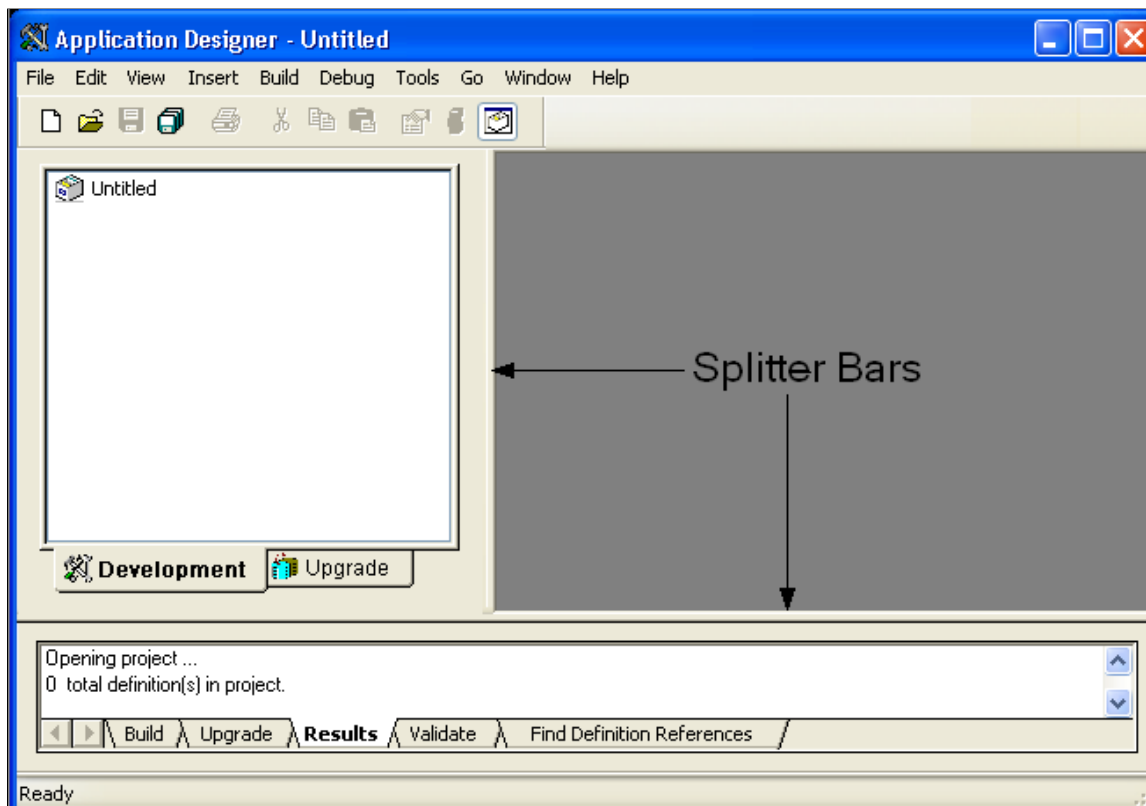 Application Designer - Untitled
File Edit View Insert Build Debug Tools Go Window Help
Untitled
Splitter Bars
Development Upgrade
Opening project ...
0 total definition(s) in project.
Build Upgrade Results Validate Find Definition References
Ready